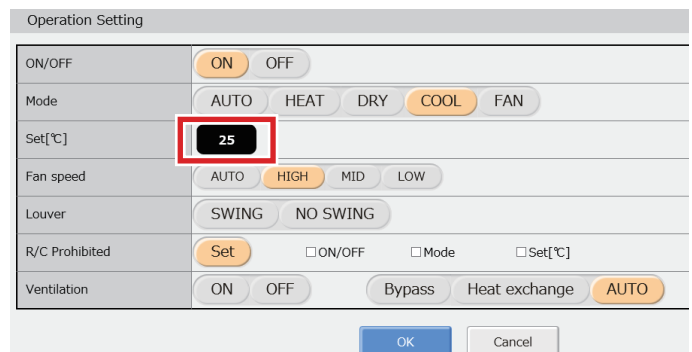 Operation Setting
ON/OFF ON OFF
Mode AUTO HEAT DRY COOL FAN
Set[℃] 25
Fan speed AUTO HIGH MID LOW
Louver SWING NO SWING
R/C Prohibited Set □ON/OFF □Mode □Set[℃]
Ventilation ON OFF Bypass Heat exchange AUTO
OK Cancel